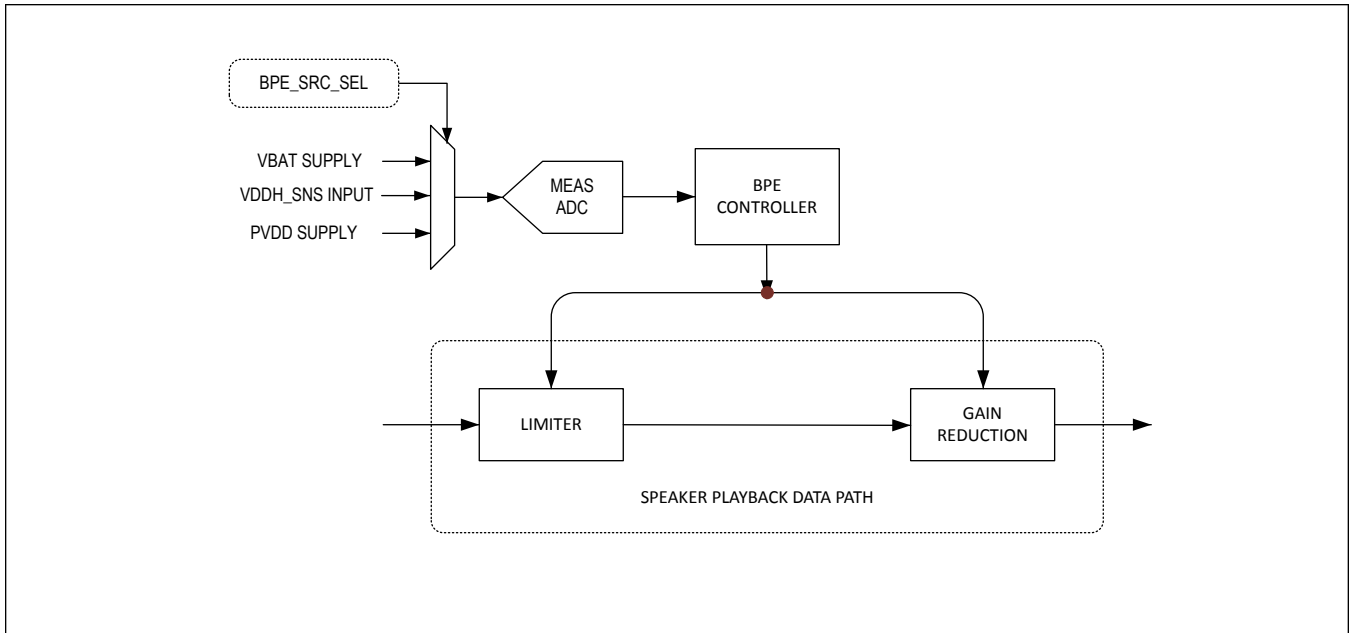 BPE_SRC_SEL
VBAT SUPPLY
VDDH_SNS INPUT
PVDD SUPPLY
MEAS
ADC
BPE
CONTROLLER
LIMITER
GAIN
REDUCTION
SPEAKER PLAYBACK DATA PATH